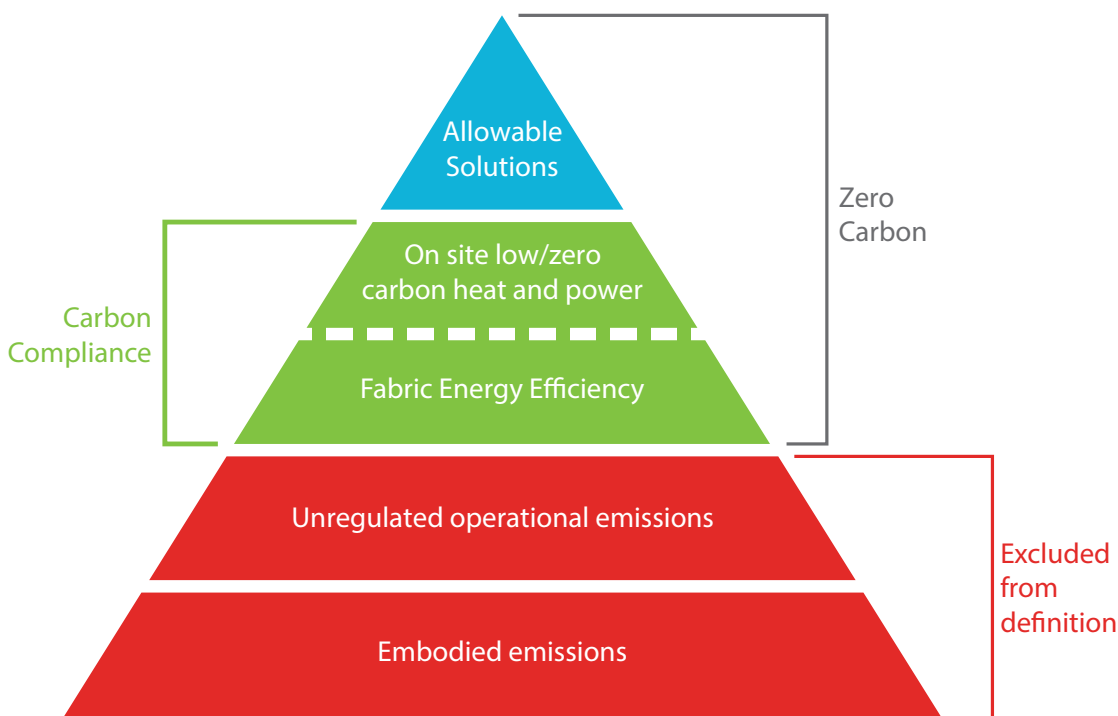 Allowable
Solutions
Zero
Carbon
On site low/zero
carbon heat and power
Carbon
Compliance
Fabric Energy Efficiency
Unregulated operational emissions
Excluded
from
definition
Embodied emissions